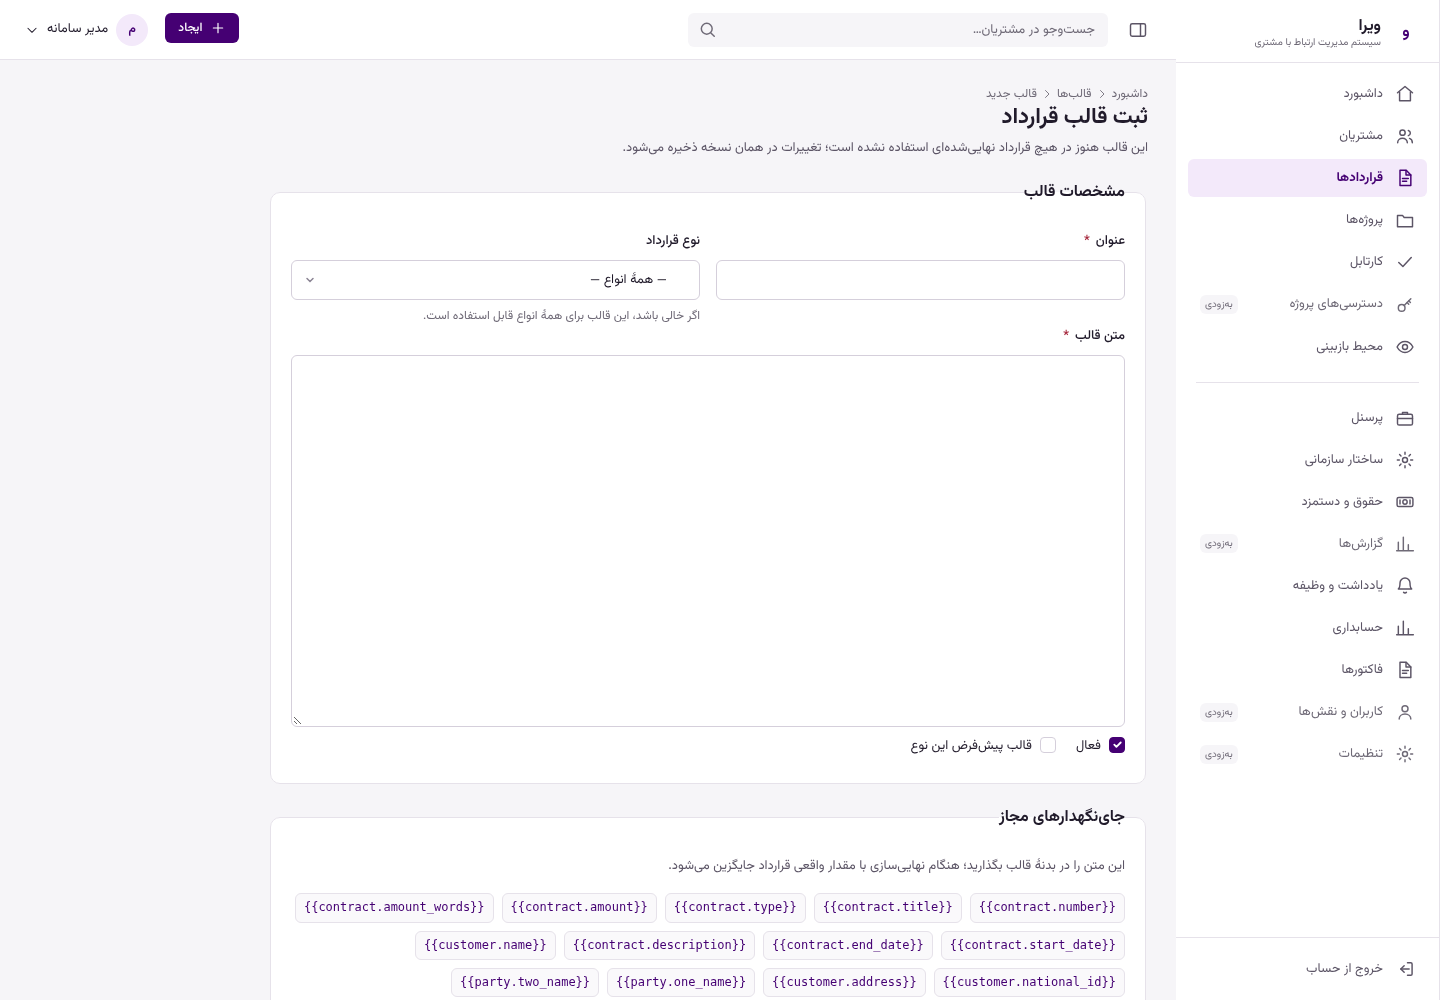 و
ویرا
سیستم مدیریت ارتباط با مشتری
داشبورد
مشتریان
قراردادها
پروژه‌ها
کارتابل
دسترسی‌های پروژه
به‌زودی
محیط بازبینی
پرسنل
ساختار سازمانی
حقوق و دستمزد
گزارش‌ها
به‌زودی
یادداشت و وظیفه
حسابداری
فاکتورها
کاربران و نقش‌ها
به‌زودی
تنظیمات
به‌زودی
خروج از حساب
جست‌وجو در مشتریان...
ایجاد
م
مدیر سامانه
داشبورد
قالب‌ها
قالب جدید
ثبت قالب قرارداد
این قالب هنوز در هیچ قرارداد نهایی‌شده‌ای استفاده نشده است؛ تغییرات در همان نسخه ذخیره می‌شود.
مشخصات قالب
عنوان *
نوع قرارداد
— همهٔ انواع —
اگر خالی باشد، این قالب برای همهٔ انواع قابل استفاده است.
متن قالب *
فعال
قالب پیش‌فرض این نوع
جای‌نگهدارهای مجاز
این متن را در بدنهٔ قالب بگذارید؛ هنگام نهایی‌سازی با مقدار واقعی قرارداد جایگزین می‌شود.
{{contract.number}} {{contract.title}} {{contract.type}} {{contract.amount}} {{contract.amount_words}}
{{contract.start_date}} {{contract.end_date}} {{contract.description}} {{customer.name}}
{{customer.national_id}} {{customer.address}} {{party.one_name}} {{party.two_name}}